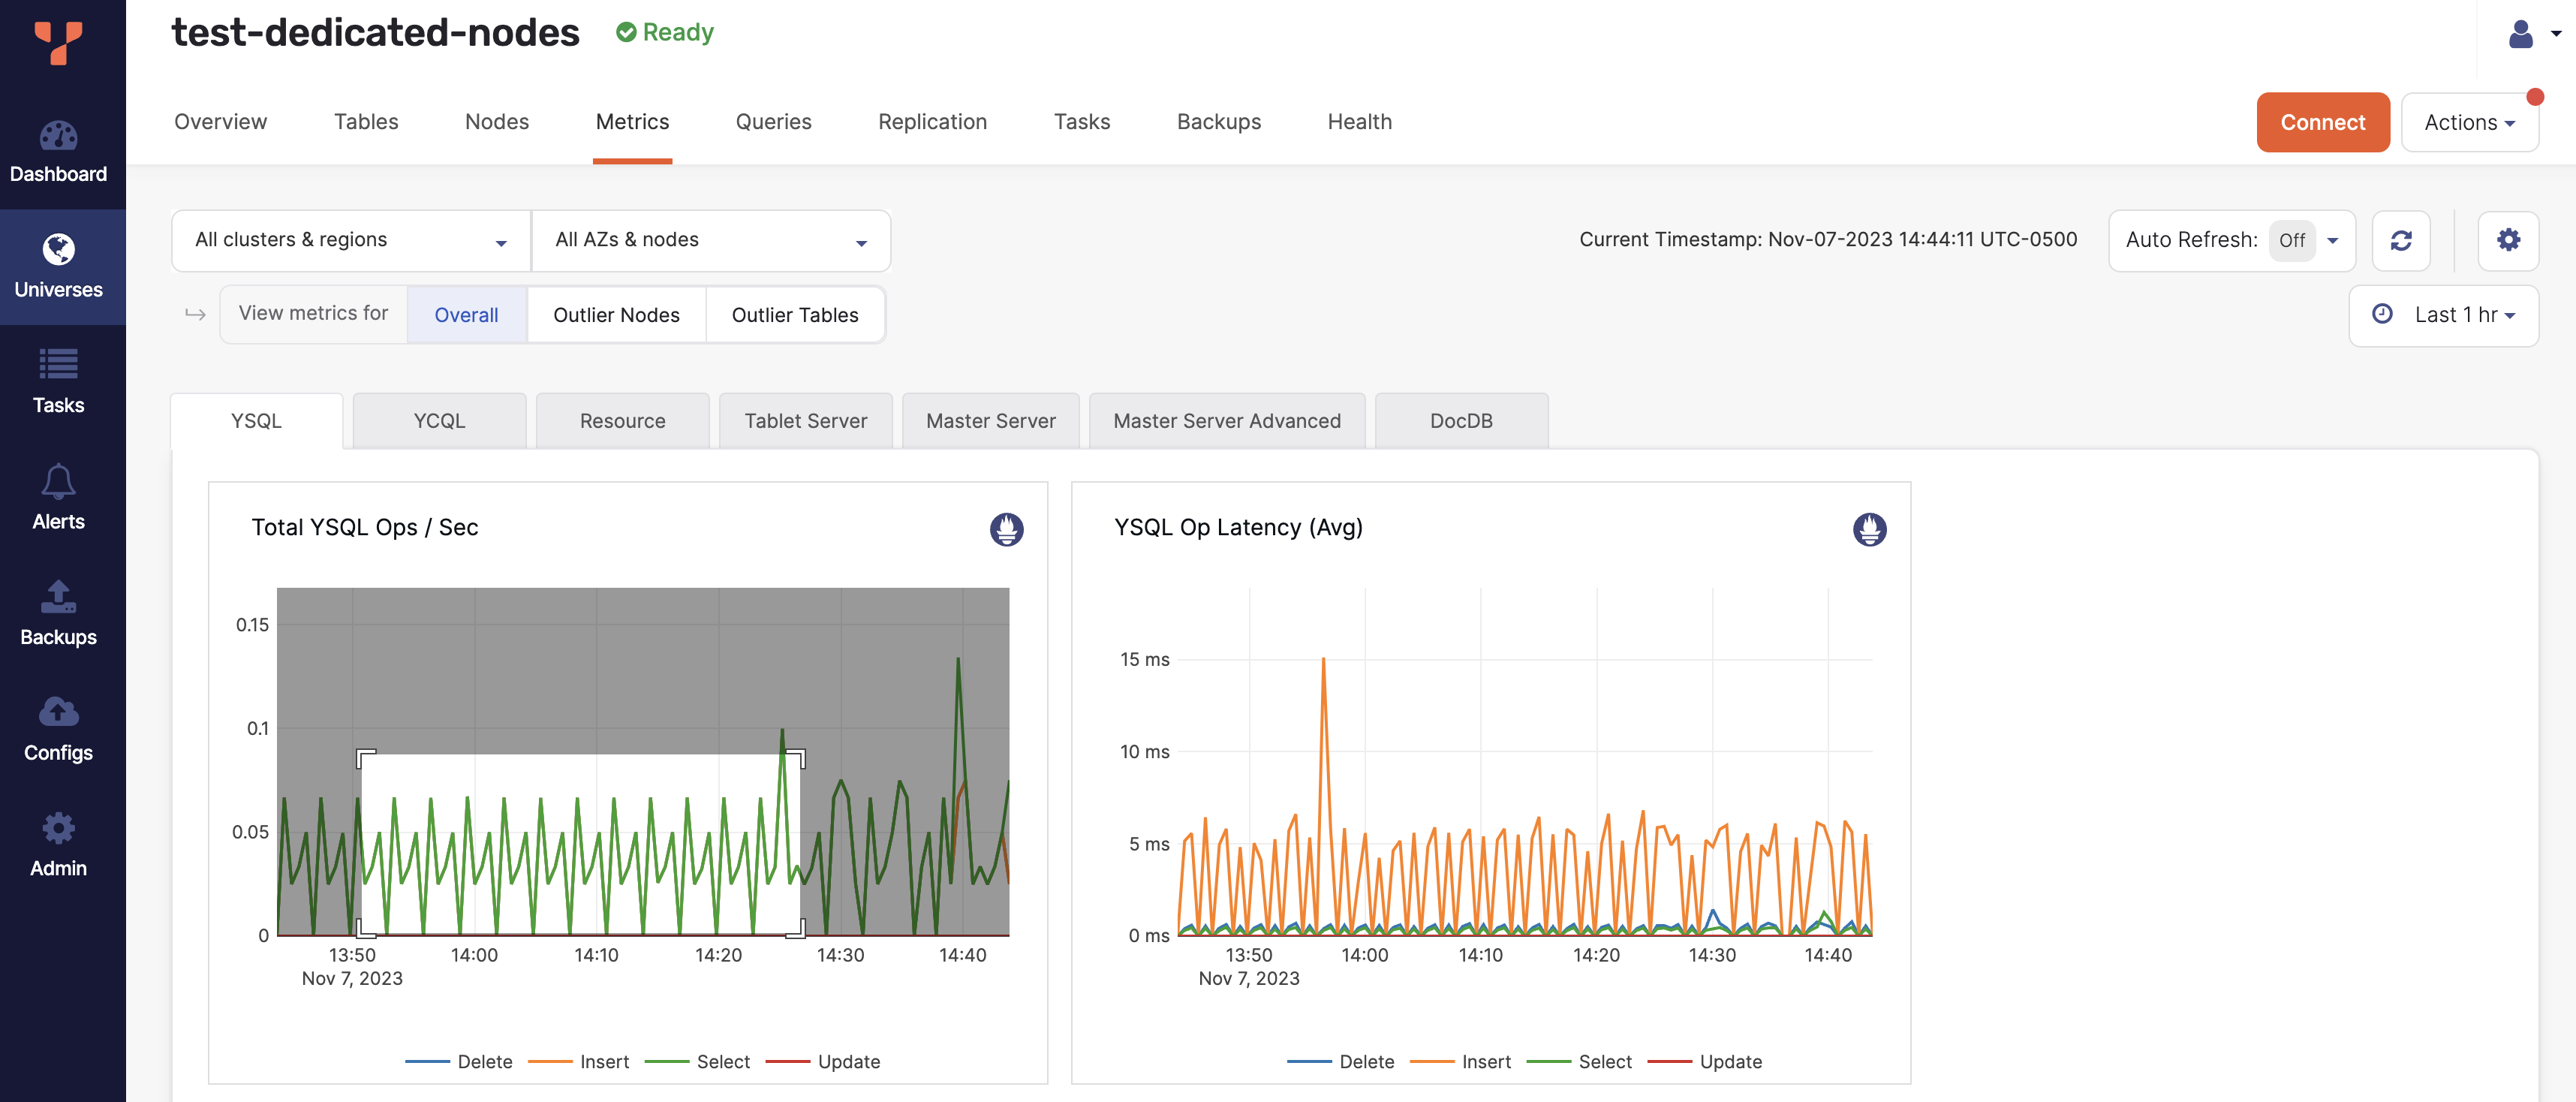 test-dedicated-nodes Ready
Overview Tables Nodes Metrics Queries Replication Tasks Backups Health Connect Actions
Dashboard
Universes
Tasks
Alerts
Backups
Configs
Admin
All clusters & regions All AZs & nodes Current Timestamp: Nov-07-2023 14:44:11 UTC-0500 Auto Refresh: Off
View metrics for Overall Outlier Nodes Outlier Tables Last 1 hr
YSQL YCQL Resource Tablet Server Master Server Master Server Advanced DocDB
Total YSQL Ops / Sec
0.15
0.1
0.05
0
13:50 14:00 14:10 14:20 14:30 14:40
Nov 7, 2023
Delete Insert Select Update
YSQL Op Latency (Avg)
15 ms
10 ms
5 ms
0 ms
13:50 14:00 14:10 14:20 14:30 14:40
Nov 7, 2023
Delete Insert Select Update